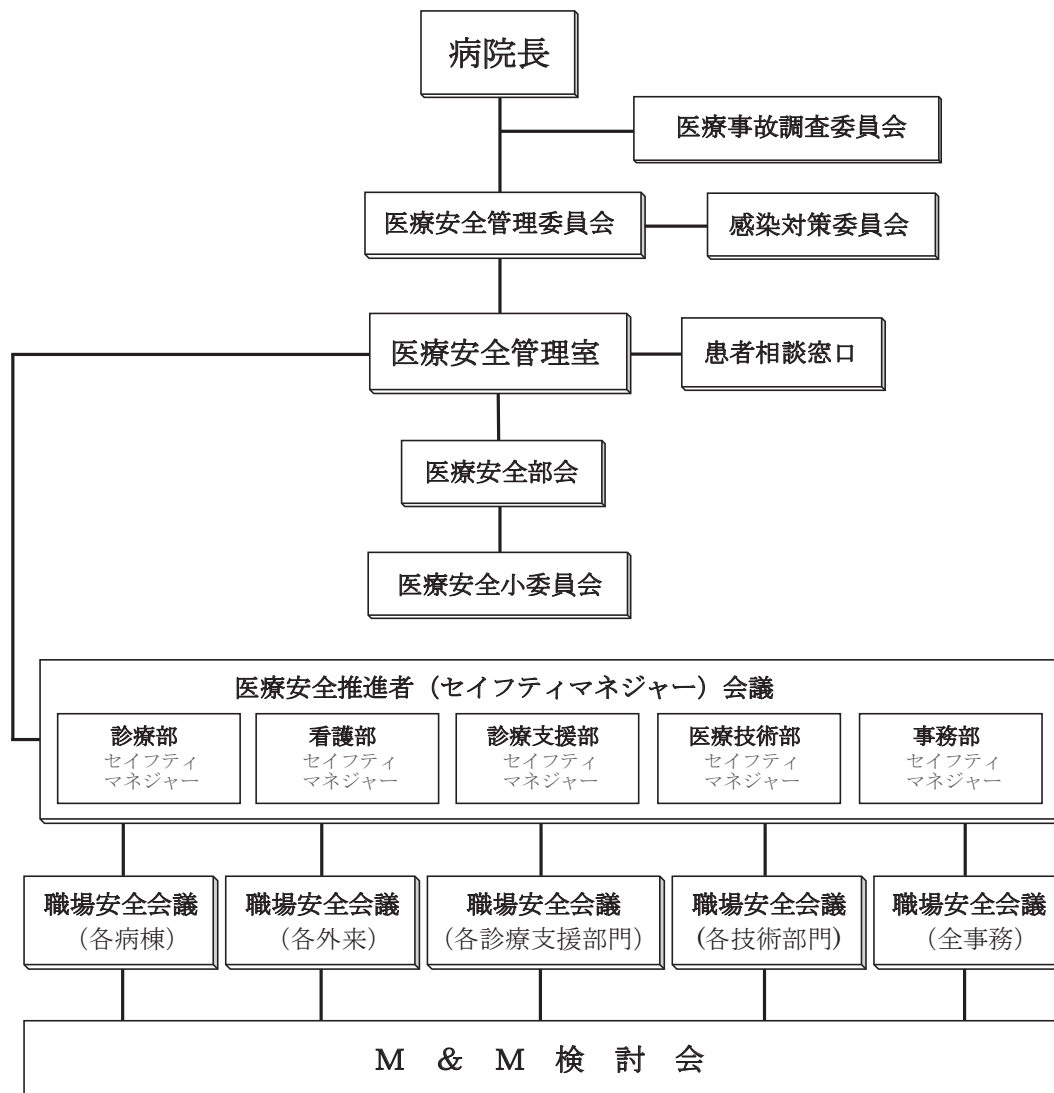 病院長
医療事故調査委員会
医療安全管理委員会
感染対策委員会
医療安全管理室
患者相談窓口
医療安全部会
医療安全小委員会
医療安全推進者（セイフティマネジャー）会議
診療部
セイフティ
マネジャー
看護部
セイフティ
マネジャー
診療支援部
セイフティ
マネジャー
医療技術部
セイフティ
マネジャー
事務部
セイフティ
マネジャー
職場安全会議
（各病棟）
職場安全会議
（各外来）
職場安全会議
（各診療支援部門）
職場安全会議
(各技術部門)
職場安全会議
（全事務）
M & M 検 討 会